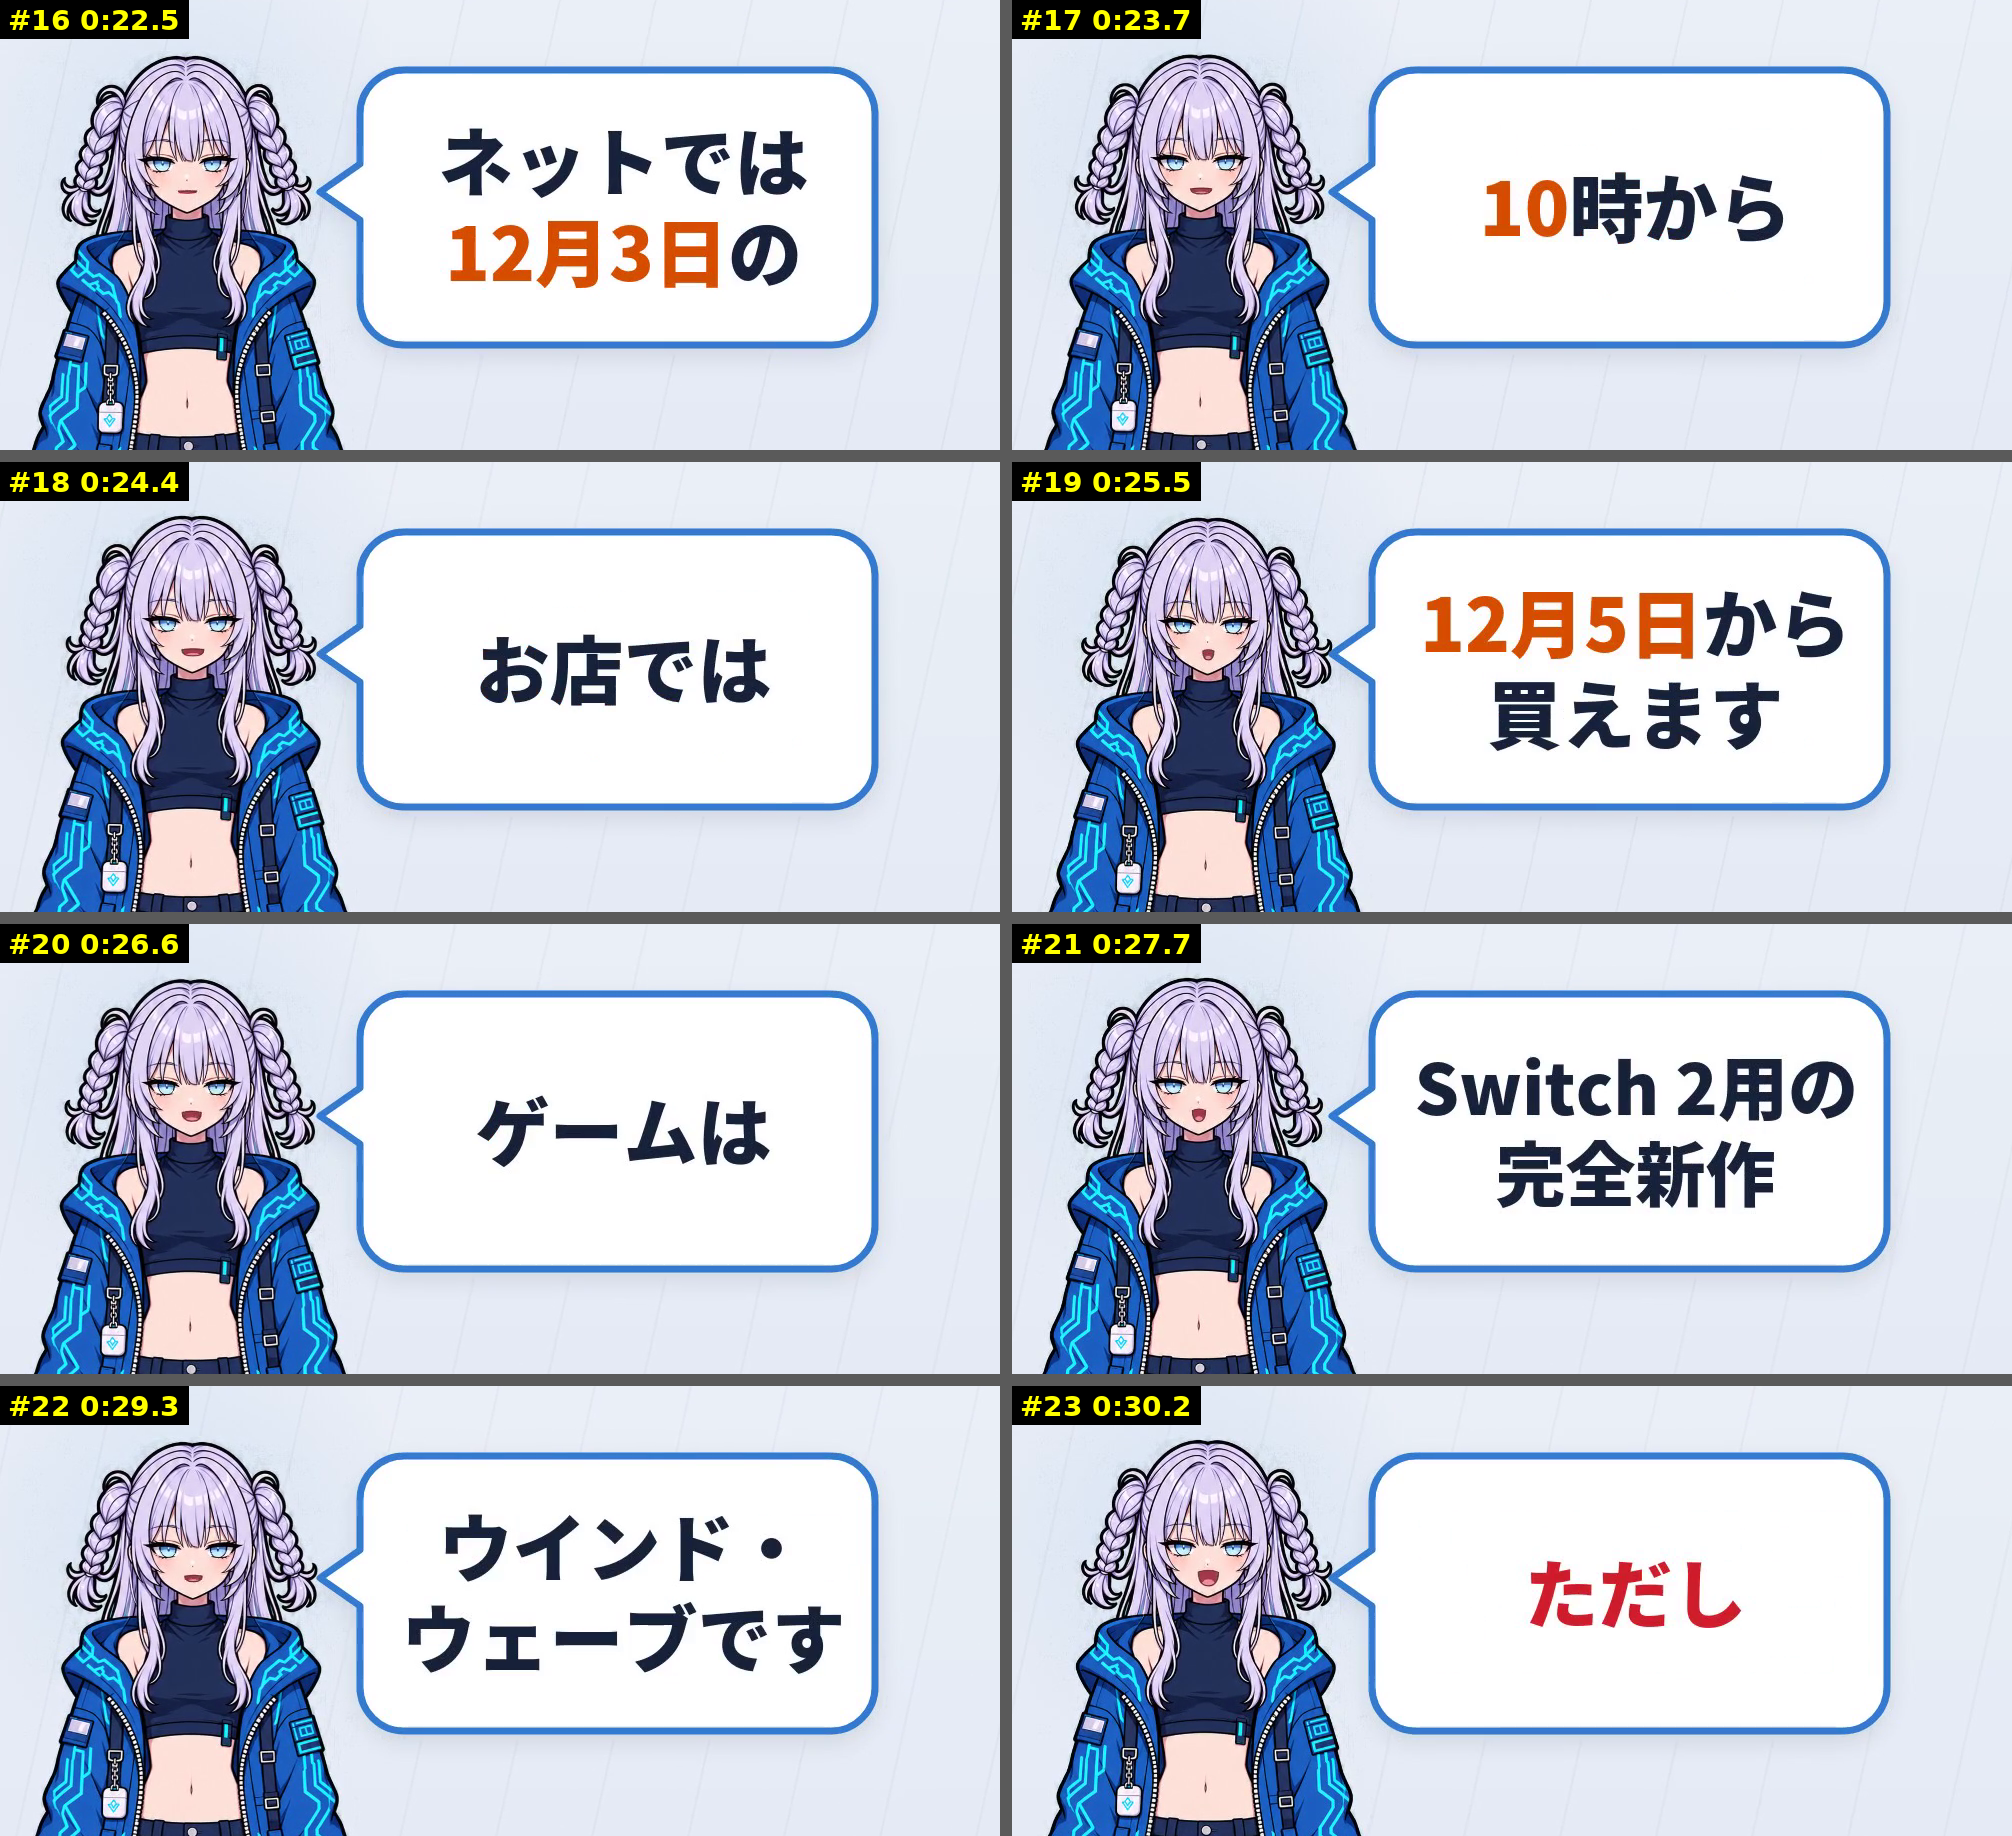 #16 0:22.5
ネットでは
12月3日の
#17 0:23.7
10時から
#18 0:24.4
お店では
#19 0:25.5
12月5日から
買えます
#20 0:26.6
ゲームは
#21 0:27.7
Switch 2用の
完全新作
#22 0:29.3
ウインド・
ウェーブです
#23 0:30.2
ただし